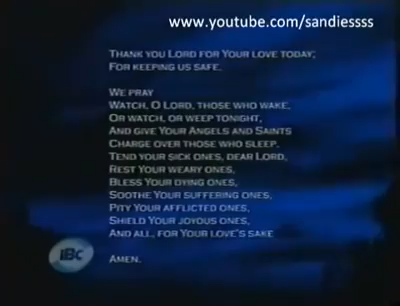 www.youtube.com/sandiessss
THANK YOU LORD FOR YOUR LOVE TODAY,
FOR KEEPING US SAFE.
WE PRAY
WATCH, O LORD, THOSE WHO WAKE,
OR WATCH, OR WEEP TONIGHT,
AND GIVE YOUR ANGELS AND SAINTS
CHARGE OVER THOSE WHO SLEEP.
TEND YOUR SICK ONES, DEAR LORD,
REST YOUR WEARY ONES,
BLESS YOUR DYING ONES,
SOOTHE YOUR SUFFERING ONES,
PITY YOUR AFFLICTED ONES,
SHIELD YOUR JOYOUS ONES,
AND ALL, FOR YOUR LOVE'S SAKE
AMEN.
IBC